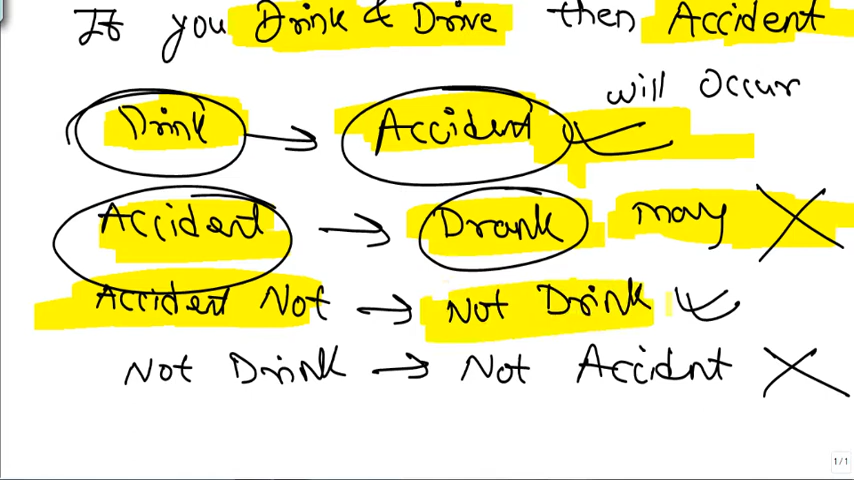 If you Drink & Drive then Accident
will Occur
Drink → Accident
Accident → Drank may
Accident Not → Not Drink
Not Drink → Not Accidnt
1/1